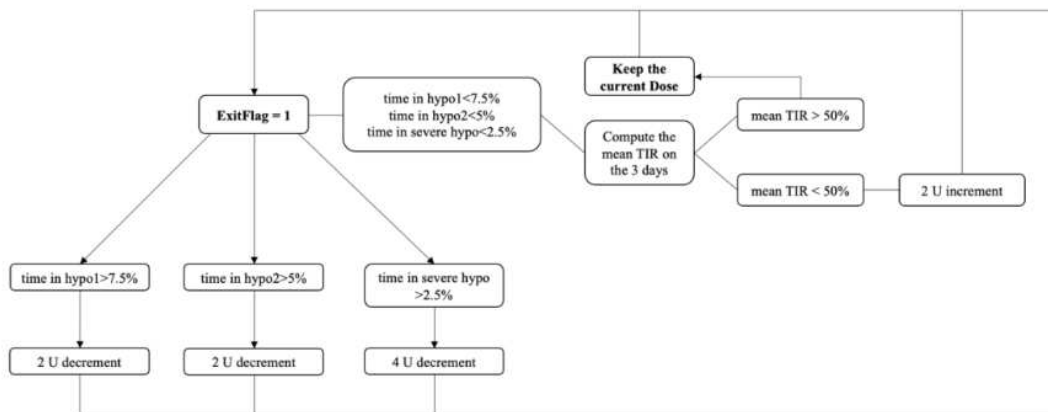 Keep the
current Dose
ExitFlag = 1
time in hypo1<7.5%
time in hypo2<5%
time in severe hypo<2.5%
mean TIR > 50%
Compute the
mean TIR on
the 3 days
mean TIR < 50%
2 U increment
time in hypo1>7.5%
time in hypo2>5%
time in severe hypo
>2.5%
2 U decrement
2 U decrement
4 U decrement